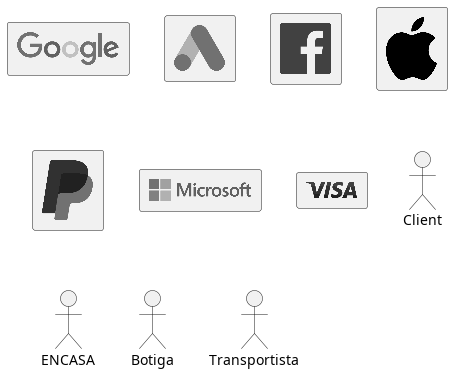 Google
Microsoft
VISA
Client
ENCASA
Botiga
Transportista